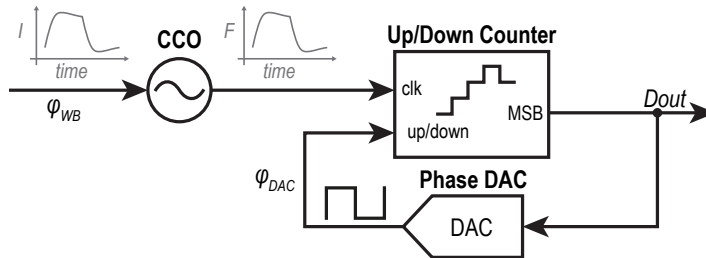 I
time
φWB
CCO
F
time
Up/Down Counter
clk
up/down
MSB
Dout
φDAC
Phase DAC
DAC